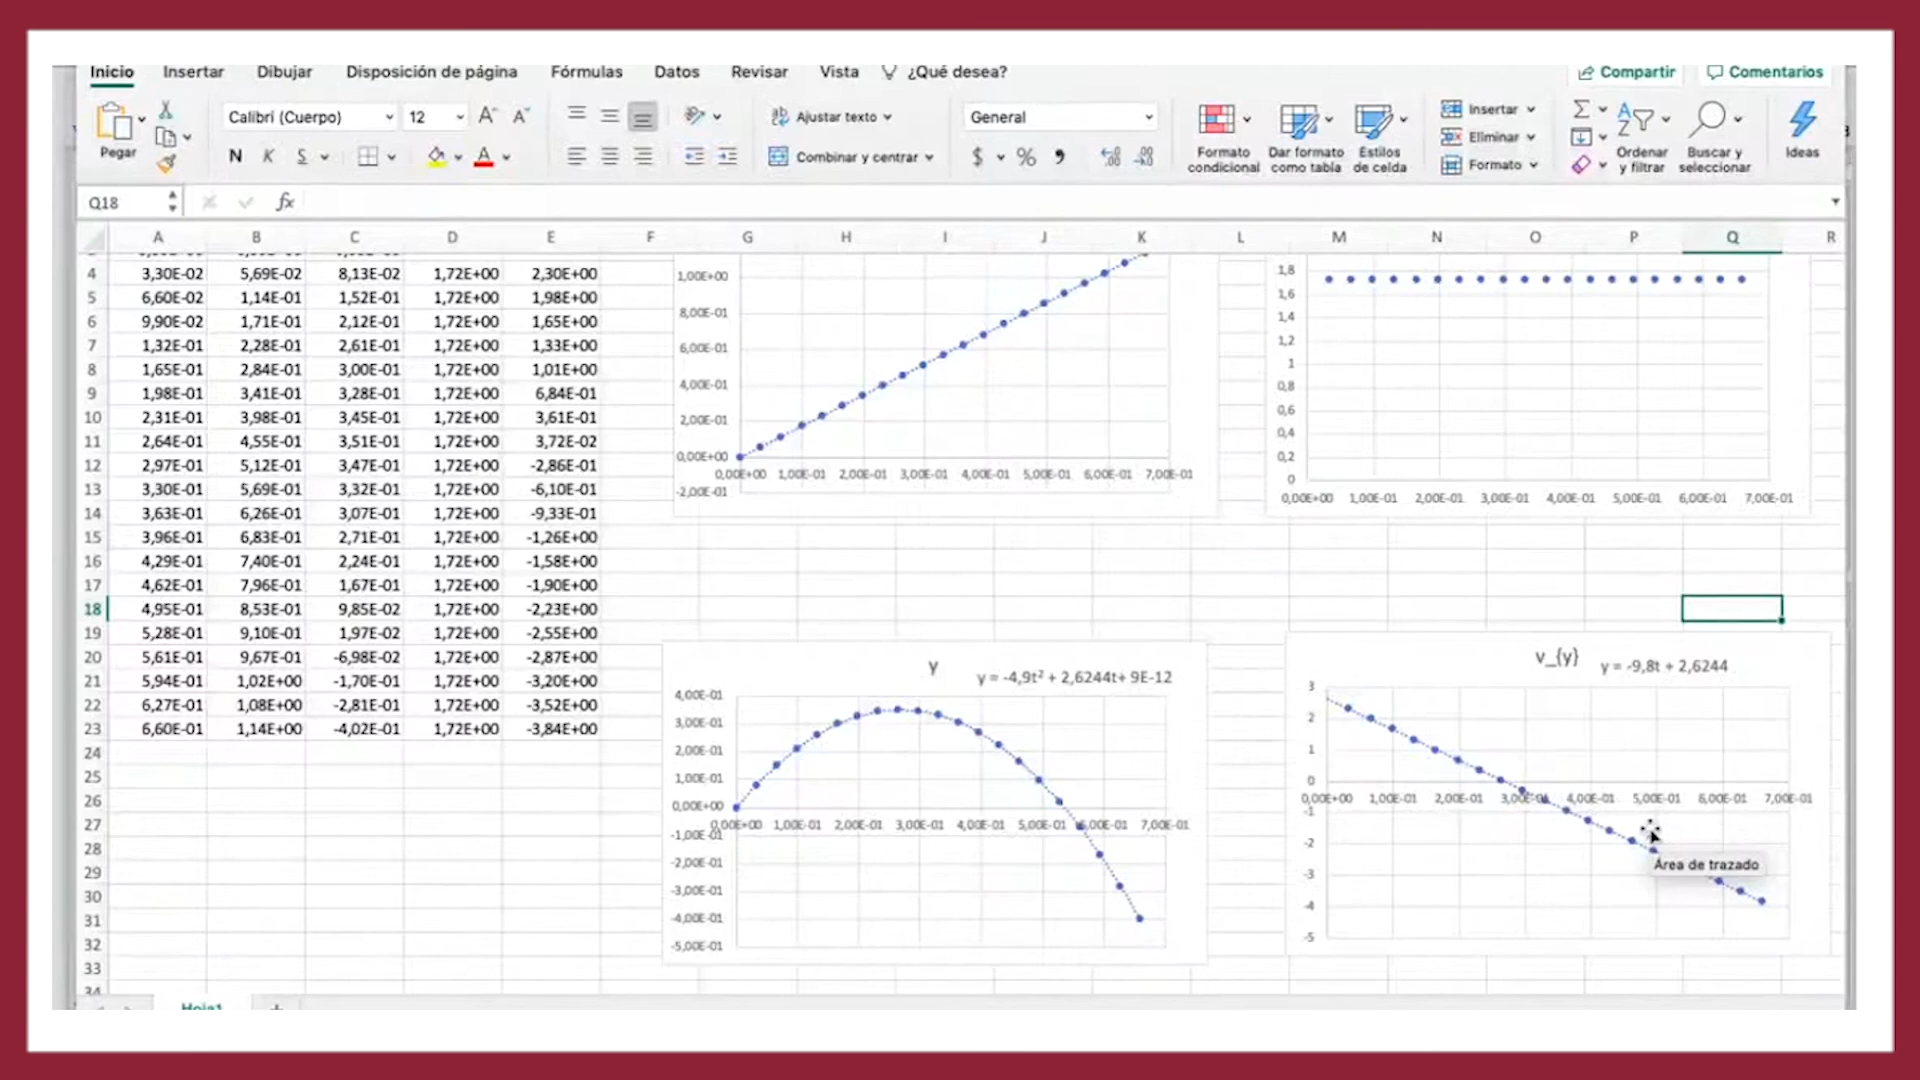 Inicio Insertar Dibujar Disposición de página Fórmulas Datos Revisar Vista ¿Qué desea? Compartir Comentarios
Pegar
Calibri (Cuerpo) 12
N K S
Ajustar texto
Combinar y centrar
General
$ %
Formato condicional
Dar formato como tabla
Estilos de celda
Insertar
Eliminar
Formato
Ordenar y filtrar
Buscar y seleccionar
Ideas
Q18 fx
A B C D E F G H I J K L M N O P Q R
4 3,30E-02 5,69E-02 8,13E-02 1,72E+00 2,30E+00
5 6,60E-02 1,14E-01 1,52E-01 1,72E+00 1,98E+00
6 9,90E-02 1,71E-01 2,12E-01 1,72E+00 1,65E+00
7 1,32E-01 2,28E-01 2,61E-01 1,72E+00 1,33E+00
8 1,65E-01 2,84E-01 3,00E-01 1,72E+00 1,01E+00
9 1,98E-01 3,41E-01 3,28E-01 1,72E+00 6,84E-01
10 2,31E-01 3,98E-01 3,45E-01 1,72E+00 3,61E-01
11 2,64E-01 4,55E-01 3,51E-01 1,72E+00 3,72E-02
12 2,97E-01 5,12E-01 3,47E-01 1,72E+00 -2,86E-01
13 3,30E-01 5,69E-01 3,32E-01 1,72E+00 -6,10E-01
14 3,63E-01 6,26E-01 3,07E-01 1,72E+00 -9,33E-01
15 3,96E-01 6,83E-01 2,71E-01 1,72E+00 -1,26E+00
16 4,29E-01 7,40E-01 2,24E-01 1,72E+00 -1,58E+00
17 4,62E-01 7,96E-01 1,67E-01 1,72E+00 -1,90E+00
18 4,95E-01 8,53E-01 9,85E-02 1,72E+00 -2,23E+00
19 5,28E-01 9,10E-01 1,97E-02 1,72E+00 -2,55E+00
20 5,61E-01 9,67E-01 -6,98E-02 1,72E+00 -2,87E+00
21 5,94E-01 1,02E+00 -1,70E-01 1,72E+00 -3,20E+00
22 6,27E-01 1,08E+00 -2,81E-01 1,72E+00 -3,52E+00
23 6,60E-01 1,14E+00 -4,02E-01 1,72E+00 -3,84E+00
24
25
26
27
28
29
30
31
32
33
34
1,00E+00
8,00E-01
6,00E-01
4,00E-01
2,00E-01
0,00E+00
-2,00E-01
0,00E+00 1,00E-01 2,00E-01 3,00E-01 4,00E-01 5,00E-01 6,00E-01 7,00E-01
1,8
1,6
1,4
1,2
1
0,8
0,6
0,4
0,2
0
0,00E+00 1,00E-01 2,00E-01 3,00E-01 4,00E-01 5,00E-01 6,00E-01 7,00E-01
y
y = -4,9t² + 2,6244t+ 9E-12
4,00E-01
3,00E-01
2,00E-01
1,00E-01
0,00E+00
-1,00E-01
-2,00E-01
-3,00E-01
-4,00E-01
-5,00E-01
0,00E+00 1,00E-01 2,00E-01 3,00E-01 4,00E-01 5,00E-01 6,00E-01 7,00E-01
v_{y}
y = -9,8t + 2,6244
3
2
1
0
-1
-2
-3
-4
-5
0,00E+00 1,00E-01 2,00E-01 3,00E-01 4,00E-01 5,00E-01 6,00E-01 7,00E-01
Área de trazado
Hoja1